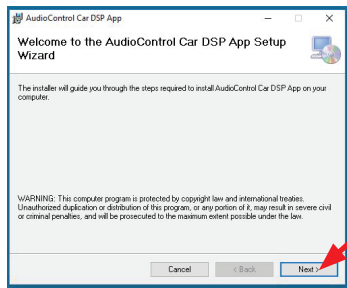 AudioControl Car DSP App
Welcome to the AudioControl Car DSP App Setup
Wizard
The installer will guide you through the steps required to install AudioControl Car DSP App on your
computer.
WARNING: This computer program is protected by copyright law and international treaties.
Unauthorized duplication or distribution of this program, or any portion of it, may result in severe civil
or criminal penalties, and will be prosecuted to the maximum extent possible under the law.
Cancel < Back Next >